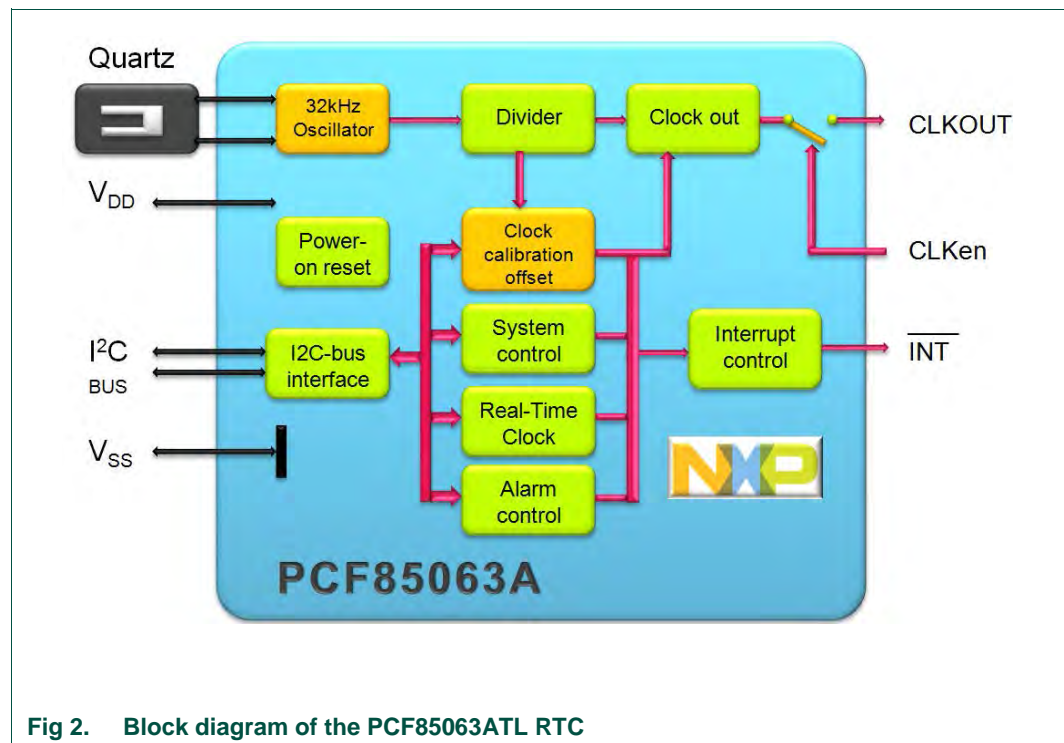 Quartz
32kHz
Oscillator
Divider
Clock out
CLKOUT
V_DD
Power-
on reset
Clock
calibration
offset
CLKen
System
control
I²C
BUS
I2C-bus
interface
Interrupt
control
INT
Real-Time
Clock
V_SS
NXP
Alarm
control
PCF85063A
Fig 2. Block diagram of the PCF85063ATL RTC